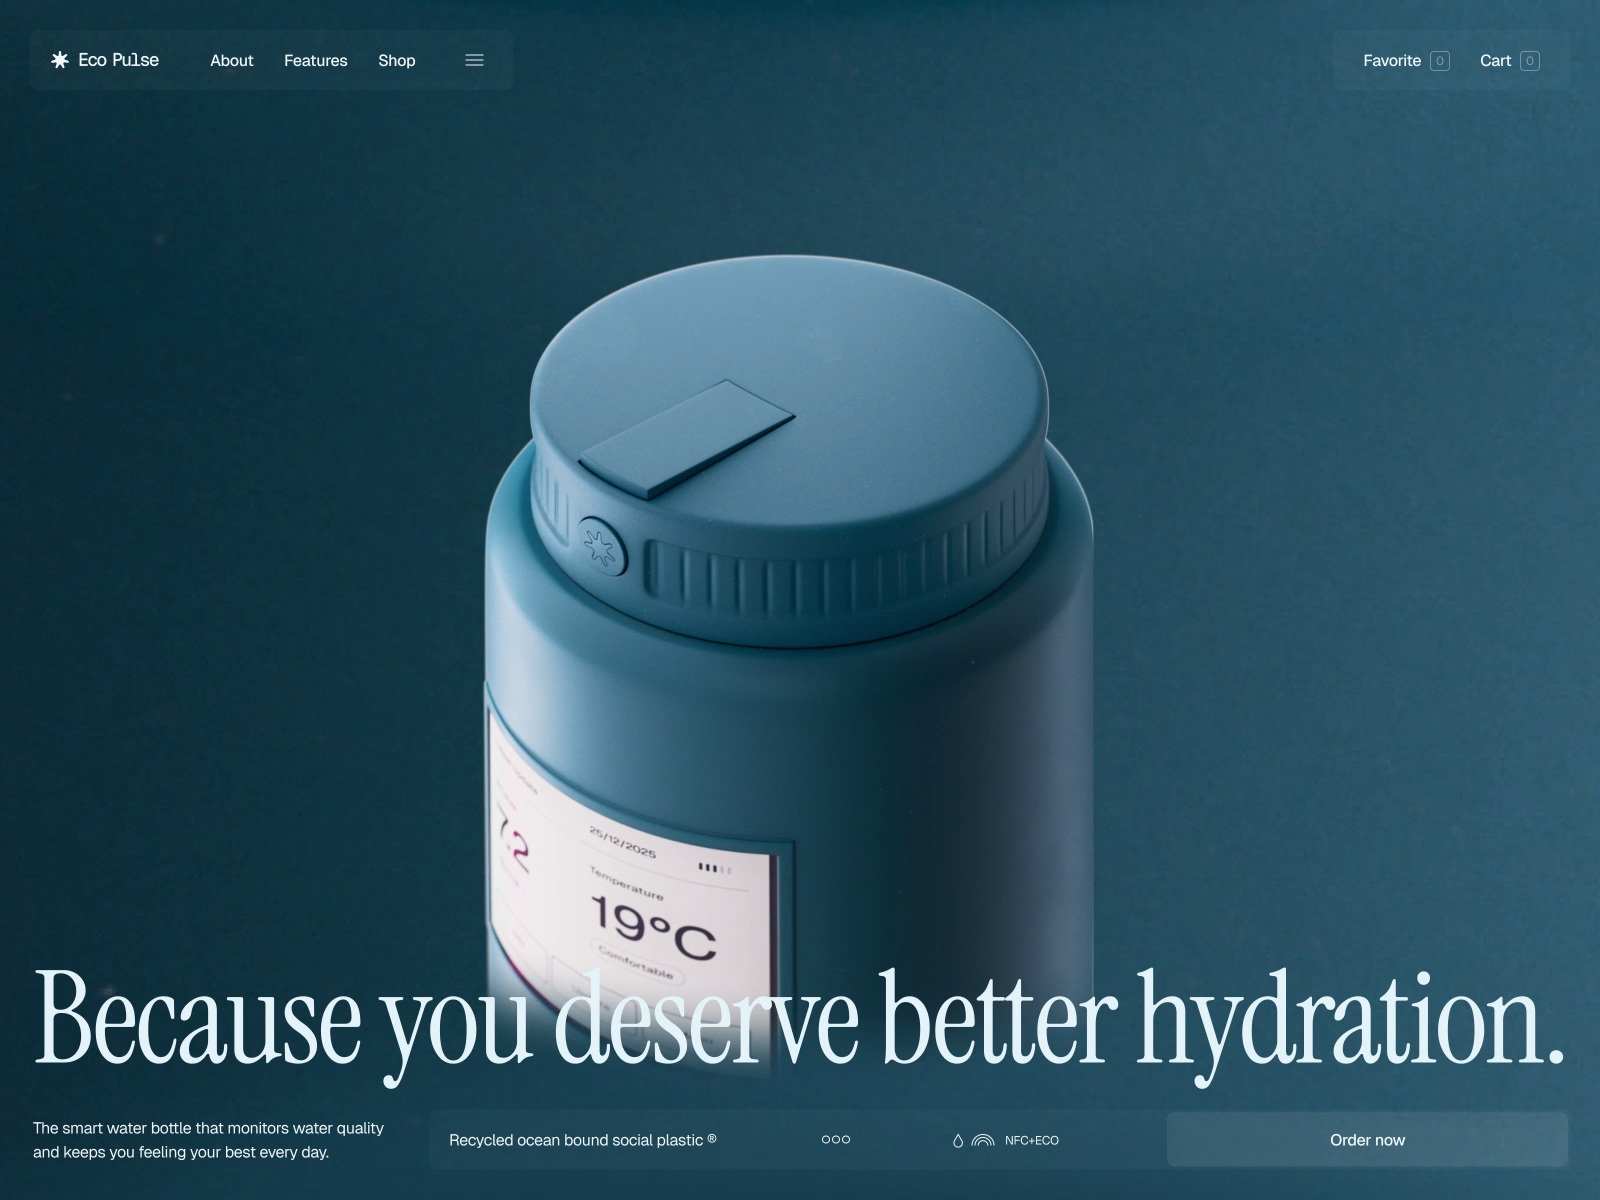 Eco Pulse
About
Features
Shop
Favorite 0
Cart 0
7.2
25/12/2025
Temperature
19°C
Comfortable
Because you deserve better hydration.
The smart water bottle that monitors water quality
and keeps you feeling your best every day.
Recycled ocean bound social plastic ®
NFC+ECO
Order now